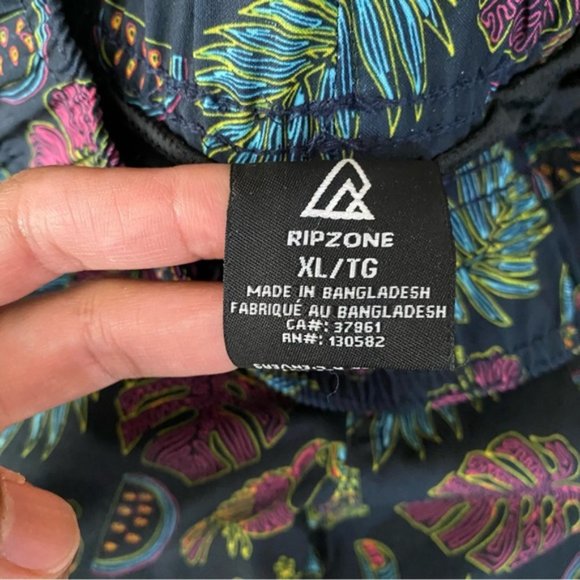 RIPZONE
XL/TG
MADE IN BANGLADESH
FABRIQUÉ AU BANGLADESH
CA#: 37961
RN#: 130582